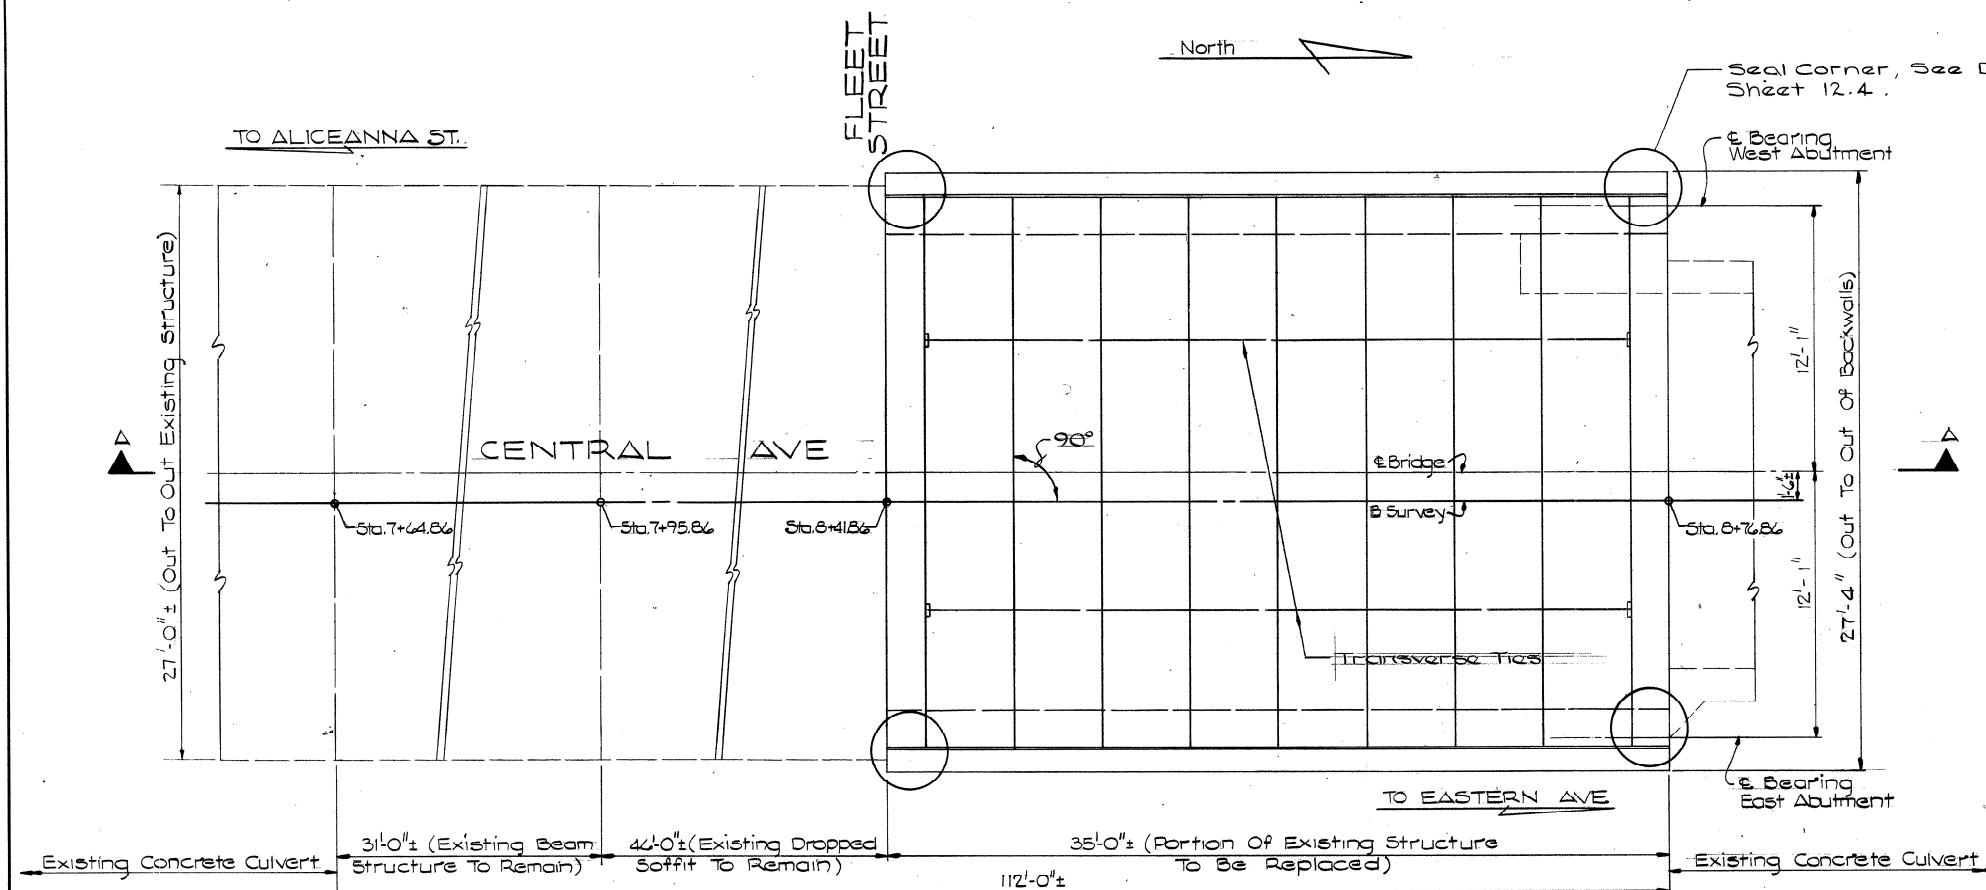 FLEET
STREET
North
Seal Corner, See
Sheet 12.4.
TO ALICEANNA ST.
₵ Bearing
West Abutment
27'-0"± (Out To Out Existing Structure)
12'-1"
27'-4" (Out To Out Of Backwalls)
A
CENTRAL AVE
90°
₵ Bridge
A
1'-6"±
Sta. 7+64.86
Sta. 7+95.86
Sta. 8+41.86
B Survey
Sta. 8+76.86
12'-1"
Transverse Ties
TO EASTERN AVE
₵ Bearing
East Abutment
Existing Concrete Culvert
31'-0"± (Existing Beam
Structure To Remain)
46'-0"± (Existing Dropped
Soffit To Remain)
35'-0"± (Portion Of Existing Structure
To Be Replaced)
Existing Concrete Culvert
112'-0"±